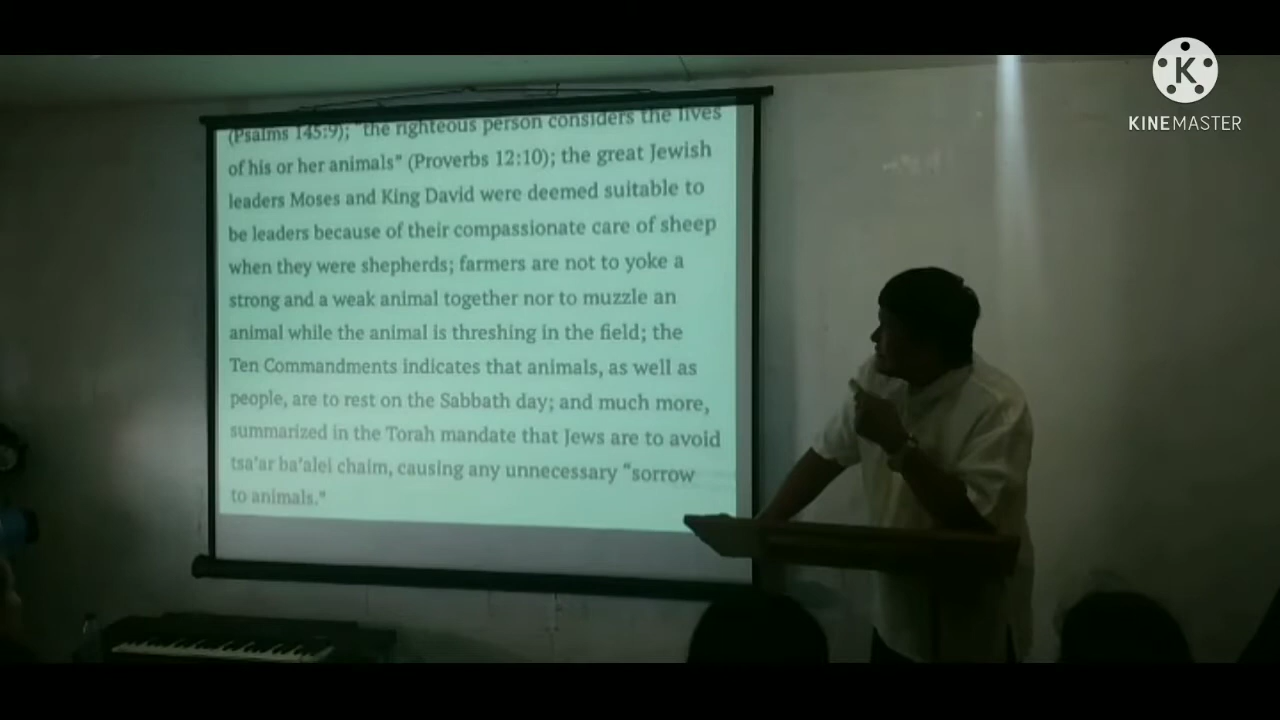 (Psalms 145:9); "the righteous person considers the lives
of his or her animals" (Proverbs 12:10); the great Jewish
leaders Moses and King David were deemed suitable to
be leaders because of their compassionate care of sheep
when they were shepherds; farmers are not to yoke a
strong and a weak animal together nor to muzzle an
animal while the animal is threshing in the field; the
Ten Commandments indicates that animals, as well as
people, are to rest on the Sabbath day; and much more,
summarized in the Torah mandate that Jews are to avoid
tsa'ar ba'alei chaim, causing any unnecessary "sorrow
to animals."
K
KINEMASTER